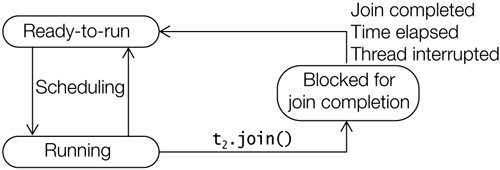 Ready-to-run
Scheduling
Running
t₂.join()
Join completed
Time elapsed
Thread interrupted
Blocked for
join completion